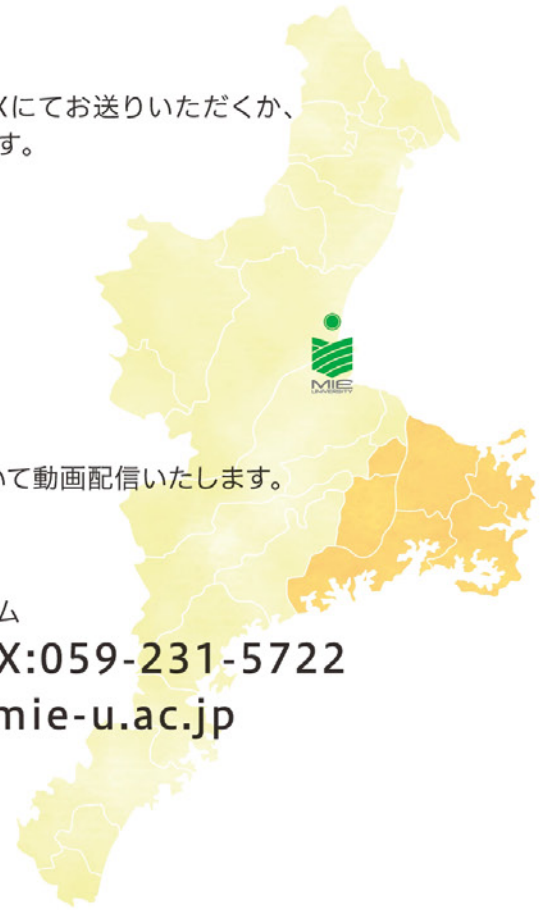 Xにてお送りいただくか、
す。
MIE
UNIVERSITY
いて動画配信いたします。
ム
X:059-231-5722
mie-u.ac.jp